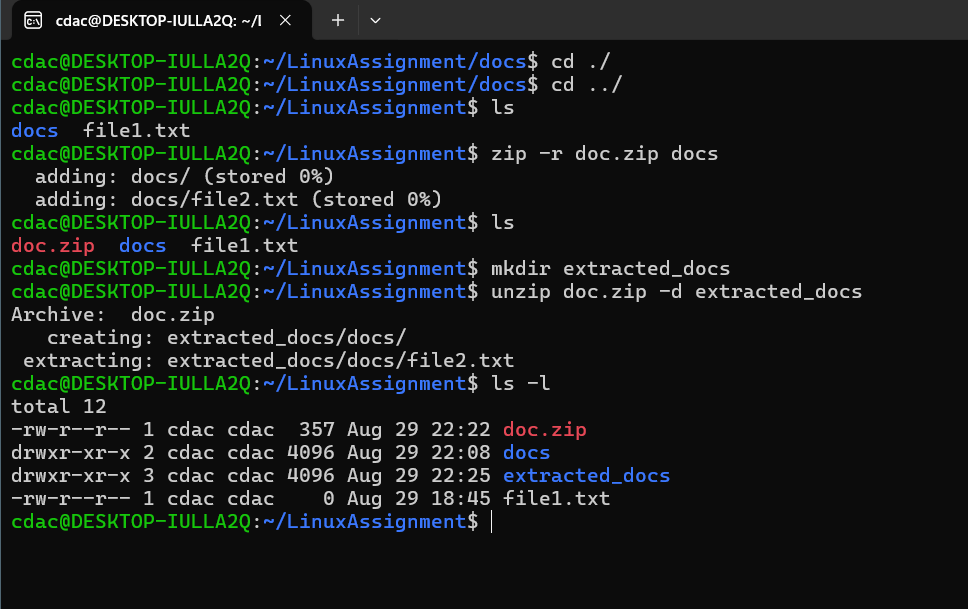 cdac@DESKTOP-IULLA2Q: ~/l
cdac@DESKTOP-IULLA2Q:~/LinuxAssignment/docs$ cd ./
cdac@DESKTOP-IULLA2Q:~/LinuxAssignment/docs$ cd ../
cdac@DESKTOP-IULLA2Q:~/LinuxAssignment$ ls
docs  file1.txt
cdac@DESKTOP-IULLA2Q:~/LinuxAssignment$ zip -r doc.zip docs
  adding: docs/ (stored 0%)
  adding: docs/file2.txt (stored 0%)
cdac@DESKTOP-IULLA2Q:~/LinuxAssignment$ ls
doc.zip  docs  file1.txt
cdac@DESKTOP-IULLA2Q:~/LinuxAssignment$ mkdir extracted_docs
cdac@DESKTOP-IULLA2Q:~/LinuxAssignment$ unzip doc.zip -d extracted_docs
Archive:  doc.zip
   creating: extracted_docs/docs/
 extracting: extracted_docs/docs/file2.txt
cdac@DESKTOP-IULLA2Q:~/LinuxAssignment$ ls -l
total 12
-rw-r--r-- 1 cdac cdac  357 Aug 29 22:22 doc.zip
drwxr-xr-x 2 cdac cdac 4096 Aug 29 22:08 docs
drwxr-xr-x 3 cdac cdac 4096 Aug 29 22:25 extracted_docs
-rw-r--r-- 1 cdac cdac    0 Aug 29 18:45 file1.txt
cdac@DESKTOP-IULLA2Q:~/LinuxAssignment$